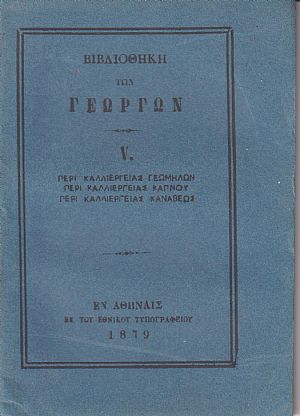 ΒΙΒΛΙΟΘΗΚΗ
ΤΩΝ
ΓΕΩΡΓΩΝ
V.
ΠΕΡΙ ΚΑΛΛΙΕΡΓΕΙΑΣ ΓΕΩΜΗΛΩΝ
ΠΕΡΙ ΚΑΛΛΙΕΡΓΕΙΑΣ ΚΑΠΝΟΥ
ΠΕΡΙ ΚΑΛΛΙΕΡΓΕΙΑΣ ΚΑΝΑΒΕΩΣ
ΕΝ ΑΘΗΝΑΙΣ
ΕΚ ΤΟΥ ΕΘΝΙΚΟΥ ΤΥΠΟΓΡΑΦΕΙΟΥ
1879